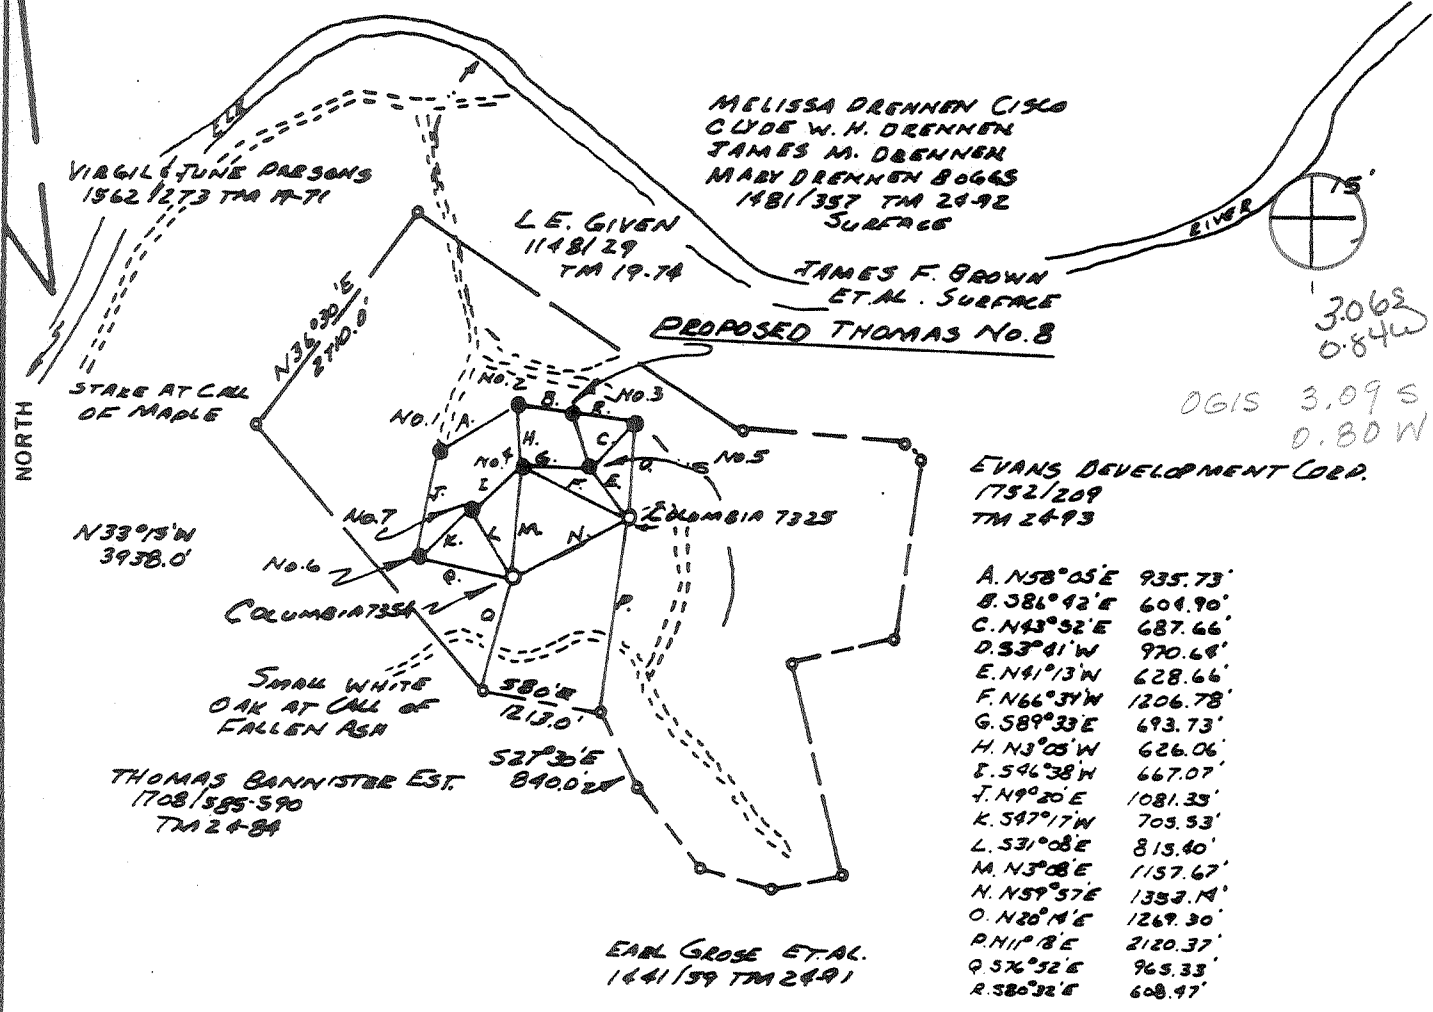 ELK
VIRGIL & JUNE PARSONS
1562/273 TM 19-71
MELISSA DRENNEN CISCO
CLYDE W. H. DRENNEN
JAMES M. DRENNEN
MARY DRENNEN BOGGS
1481/357 TM 24-92
SURFACE
L. E. GIVEN
1148/29
TM 19-74
JAMES F. BROWN
ET.AL. SURFACE
PROPOSED THOMAS No. 8
RIVER
15'
3.06S
0.84W
OGIS 3.09 S
0.80 W
NORTH
N36°30'E
2710.0'
STAKE AT CALL
OF MAPLE
No. 1
A.
No. 2
B.
R.
No. 3
H.
C.
No. 4
G.
D.
No. 5
J.
I.
F.
E.
No. 7
K.
L.
M.
N.
COLUMBIA 7325
N33°15'W
3938.0'
No. 6
Q.
COLUMBIA 7354
O.
P.
SMALL WHITE
OAK AT CALL OF
FALLEN ASH
S80°E
1213.0'
S27°30'E
840.0'
THOMAS BANNISTER EST.
1708/585-590
TM 24-84
EARL GROSE ET.AL.
1441/59 TM 24-91
EVANS DEVELOPMENT CORP.
1752/209
TM 24-93
A. N58°05'E 935.73'
B. S86°42'E 604.90'
C. N43°52'E 687.66'
D. S3°41'W 970.64'
E. N41°13'W 628.66'
F. N66°34'W 1206.78'
G. S89°33'E 693.73'
H. N3°05'W 626.06'
I. S46°38'W 667.07'
J. N9°20'E 1081.35'
K. S47°17'W 705.53'
L. S31°08'E 815.40'
M. N3°08'E 1157.67'
N. N59°57'E
O. N20°14'E 1269.30'
P. N11°18'E 2120.37'
Q. S76°52'E 965.33'
R. S80°32'E 608.47'